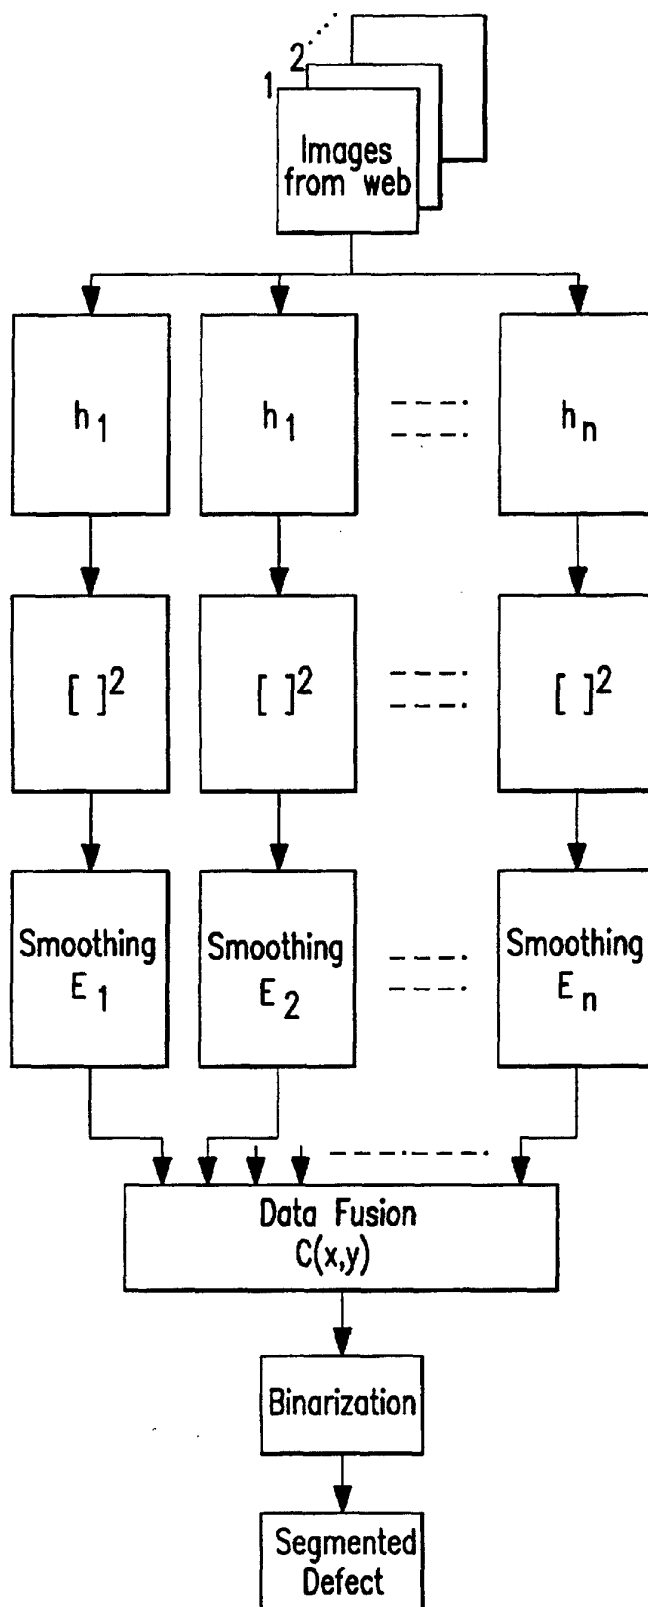 2
1
Images
from web
h1 h1 hn
[ ]2 [ ]2 [ ]2
Smoothing E1 Smoothing E2 Smoothing En
Data Fusion
C(x,y)
Binarization
Segmented
Defect